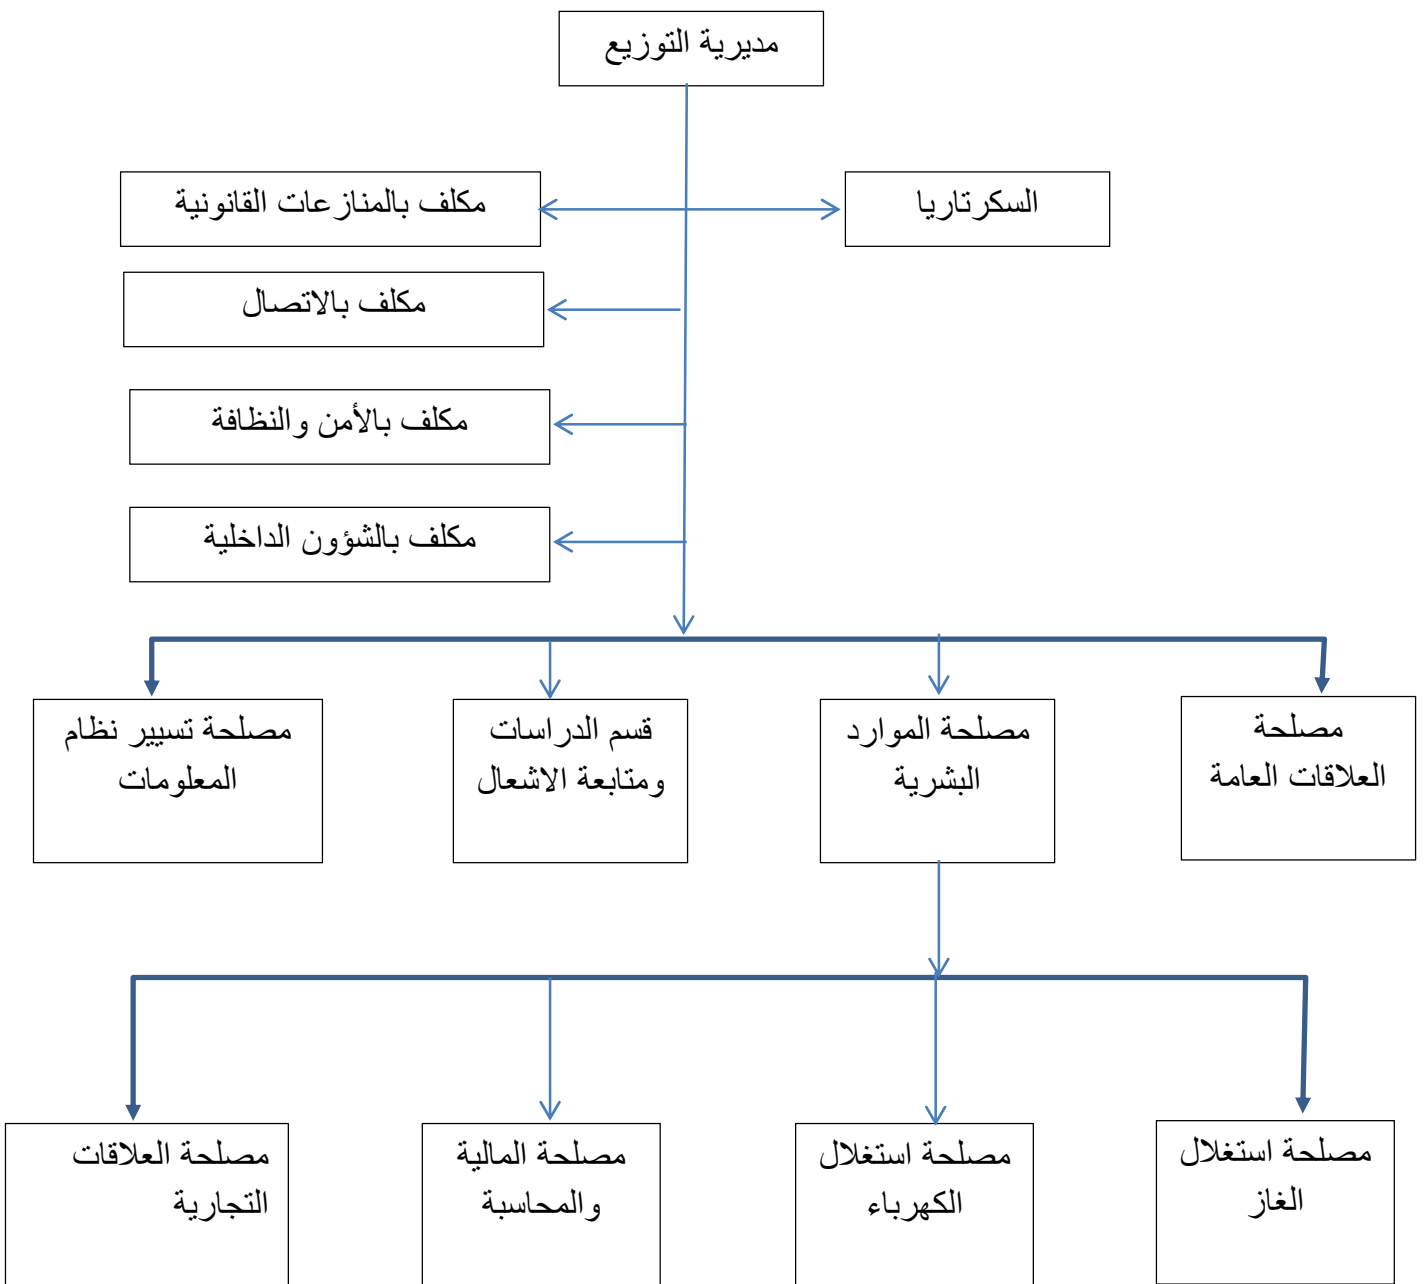 مديرية التوزيع
السكرتاريا
مكلف بالمنازعات القانونية
مكلف بالاتصال
مكلف بالأمن والنظافة
مكلف بالشؤون الداخلية
مصلحة
العلاقات العامة
مصلحة الموارد
البشرية
قسم الدراسات
ومتابعة الاشعال
مصلحة تسيير نظام
المعلومات
مصلحة استغلال
الغاز
مصلحة استغلال
الكهرباء
مصلحة المالية
والمحاسبة
مصلحة العلاقات
التجارية